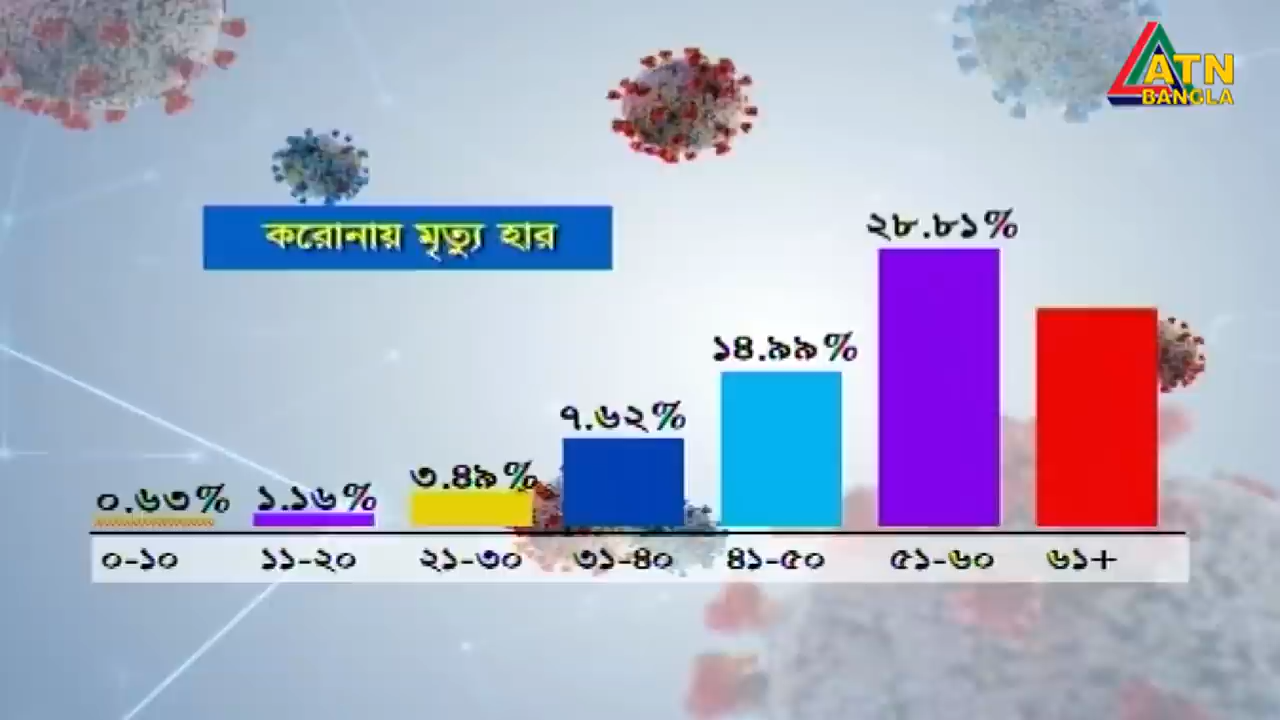 ATN
BANGLA
করোনায় মৃত্যু হার
০.৬৩%
১.১৬%
৩.৪৯%
৭.৬২%
১৪.৯৯%
২৮.৮১%
০-১০ ১১-২০ ২১-৩০ ৩১-৪০ ৪১-৫০ ৫১-৬০ ৬১+